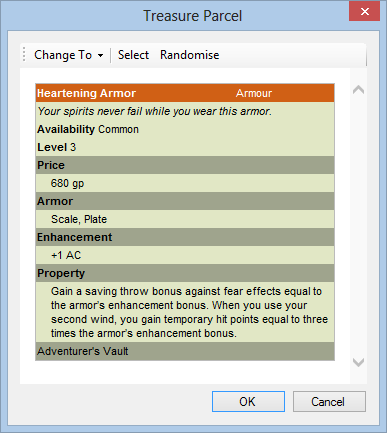 Treasure Parcel
Change To Select Randomise
Heartening Armor Armour
Your spirits never fail while you wear this armor.
Availability Common
Level 3
Price
680 gp
Armor
Scale, Plate
Enhancement
+1 AC
Property
Gain a saving throw bonus against fear effects equal to
the armor's enhancement bonus. When you use your
second wind, you gain temporary hit points equal to three
times the armor's enhancement bonus.
Adventurer's Vault
OK Cancel